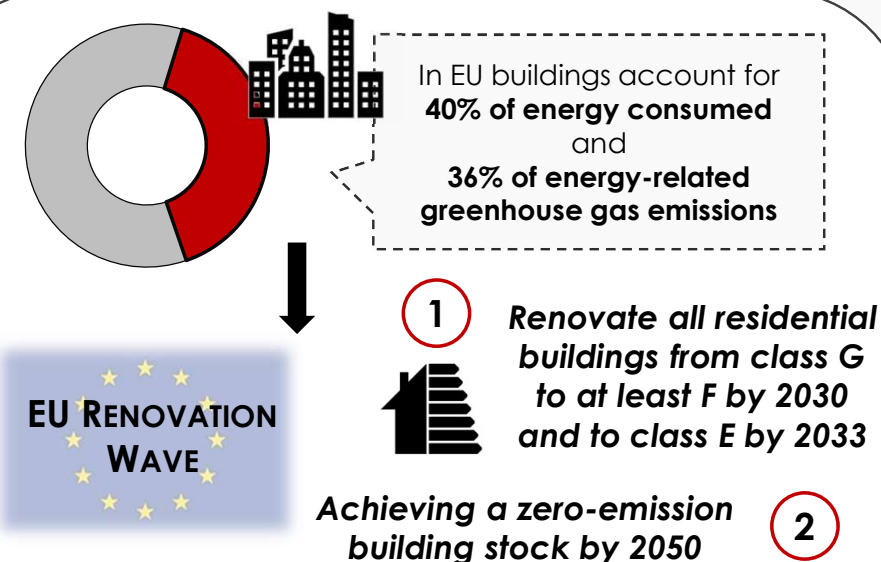 In EU buildings account for
40% of energy consumed
and
36% of energy-related
greenhouse gas emissions
1
Renovate all residential
buildings from class G
to at least F by 2030
and to class E by 2033
EU RENOVATION
WAVE
Achieving a zero-emission
building stock by 2050
2